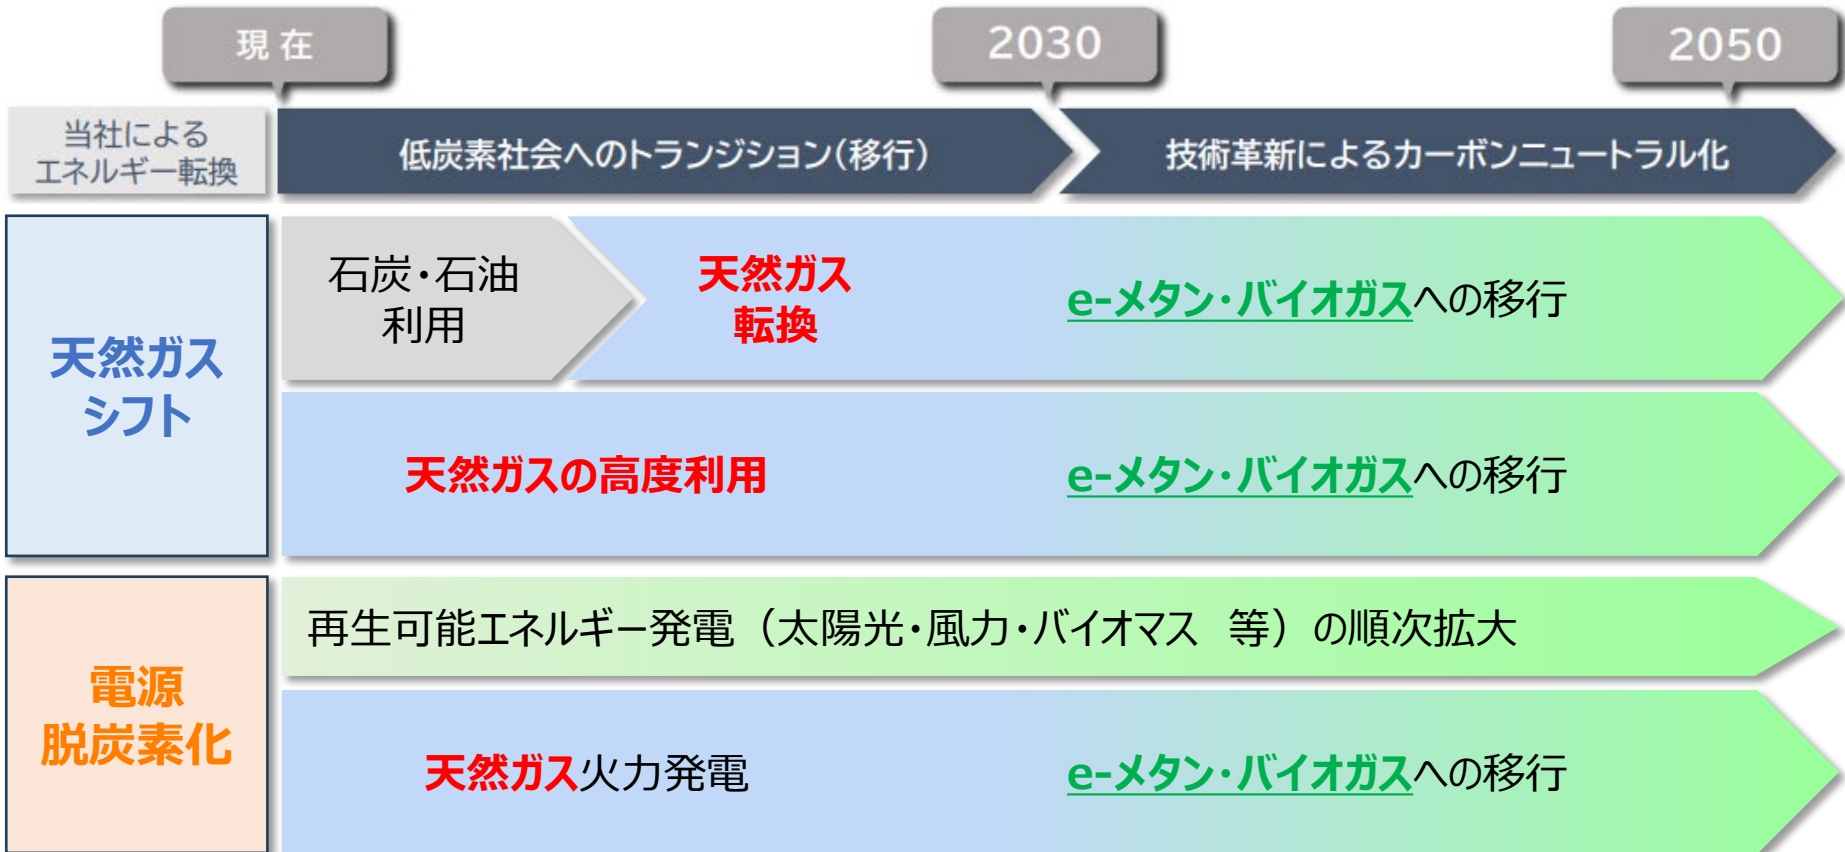 現在
2030
2050
当社による
エネルギー転換
低炭素社会へのトランジション(移行)
技術革新によるカーボンニュートラル化
天然ガス
シフト
石炭・石油
利用
天然ガス
転換
e-メタン・バイオガスへの移行
天然ガスの高度利用
e-メタン・バイオガスへの移行
電源
脱炭素化
再生可能エネルギー発電（太陽光・風力・バイオマス 等）の順次拡大
天然ガス火力発電
e-メタン・バイオガスへの移行